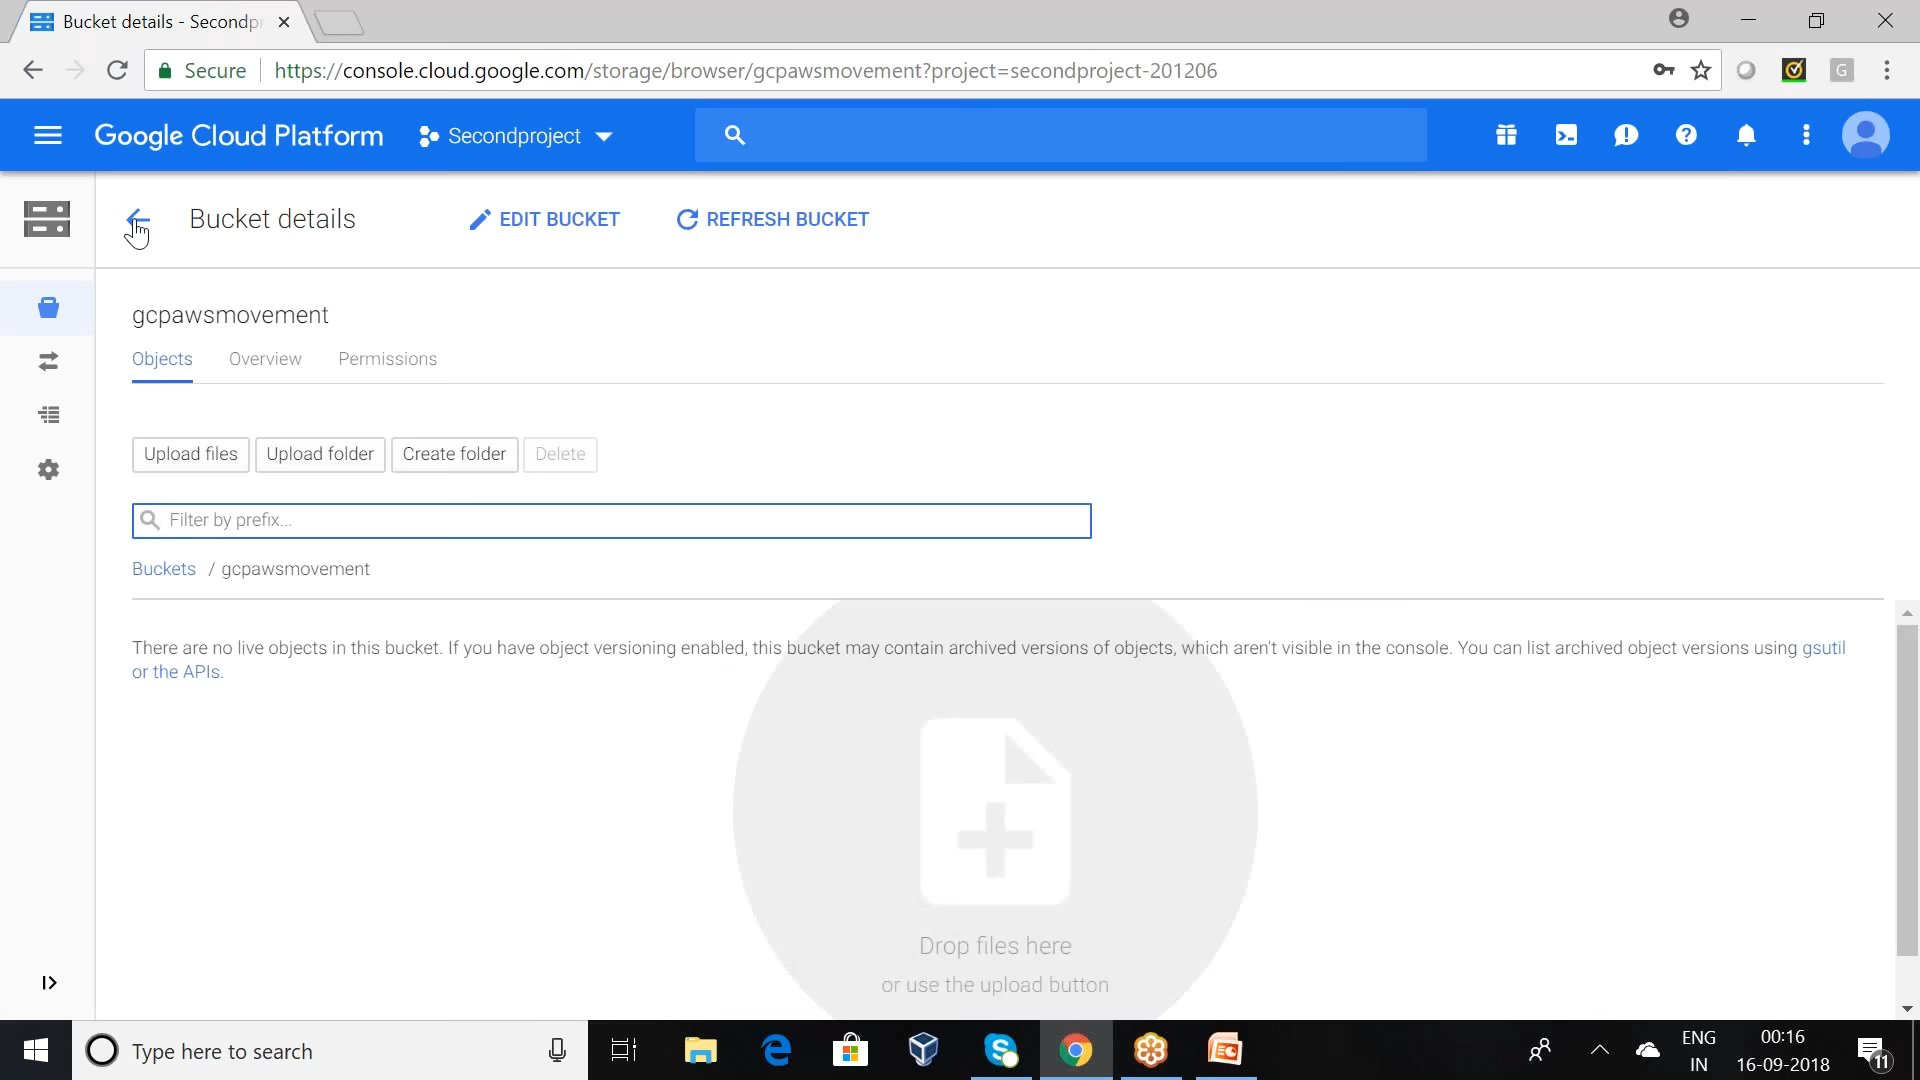 Bucket details - Secondpr
Secure
https://console.cloud.google.com/storage/browser/gcpawsmovement?project=secondproject-201206
G
Google Cloud Platform
Secondproject
Bucket details
EDIT BUCKET
REFRESH BUCKET
gcpawsmovement
Objects
Overview
Permissions
Upload files
Upload folder
Create folder
Delete
Filter by prefix...
Buckets / gcpawsmovement
There are no live objects in this bucket. If you have object versioning enabled, this bucket may contain archived versions of objects, which aren't visible in the console. You can list archived object versions using gsutil
or the APIs.
Drop files here
or use the upload button
Type here to search
ENG
IN
00:16
16-09-2018
11